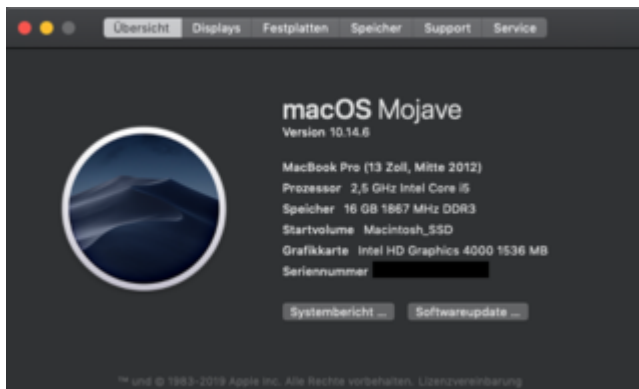 Übersicht Displays Festplatten Speicher Support Service
macOS Mojave
Version 10.14.6
MacBook Pro (13 Zoll, Mitte 2012)
Prozessor 2,5 GHz Intel Core i5
Speicher 16 GB 1867 MHz DDR3
Startvolume Macintosh_SSD
Grafikkarte Intel HD Graphics 4000 1536 MB
Seriennummer
Systembericht ... Softwareupdate ...
™ und © 1983-2019 Apple Inc. Alle Rechte vorbehalten. Lizenzvereinbarung